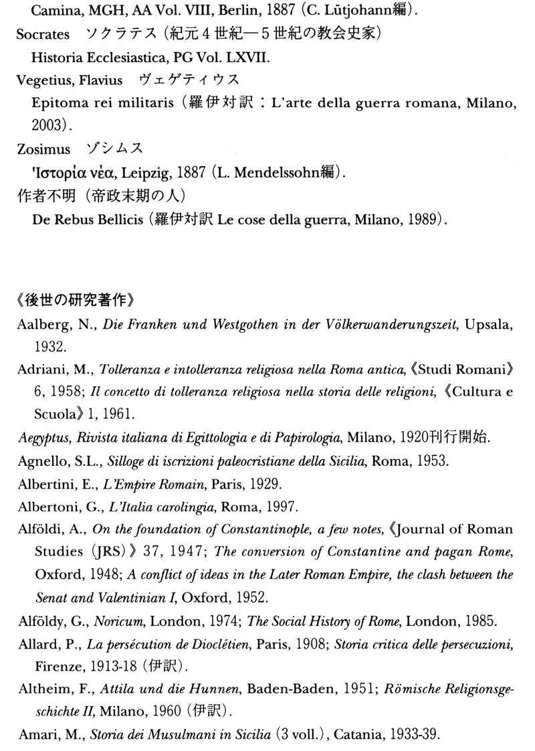 Camina, MGH, AA Vol. VIII, Berlin, 1887 (C. Lütjohann編).
Socrates　ソクラテス（紀元4世紀―5世紀の教会史家）
Historia Ecclesiastica, PG Vol. LXVII.
Vegetius, Flavius　ヴェゲティウス
Epitoma rei militaris（羅伊対訳：L'arte della guerra romana, Milano,
2003).
Zosimus　ゾシムス
'Ιστορία νέα, Leipzig, 1887 (L. Mendelssohn編).
作者不明（帝政末期の人）
De Rebus Bellicis（羅伊対訳 Le cose della guerra, Milano, 1989).
《後世の研究著作》
Aalberg, N., Die Franken und Westgothen in der Völkerwanderungszeit, Upsala,
1932.
Adriani, M., Tolleranza e intolleranza religiosa nella Roma antica,《Studi Romani》
6, 1958; Il concetto di tolleranza religiosa nella storia delle religioni,《Cultura e
Scuola》1, 1961.
Aegyptus, Rivista italiana di Egittologia e di Papirologia, Milano, 1920刊行開始.
Agnello, S.L., Silloge di iscrizioni paleocristiane della Sicilia, Roma, 1953.
Albertini, E., L'Empire Romain, Paris, 1929.
Albertoni, G., L'Italia carolingia, Roma, 1997.
Alföldi, A., On the foundation of Constantinople, a few notes,《Journal of Roman
Studies (JRS)》37, 1947; The conversion of Constantine and pagan Rome,
Oxford, 1948; A conflict of ideas in the Later Roman Empire, the clash between the
Senat and Valentinian I, Oxford, 1952.
Alföldy, G., Noricum, London, 1974; The Social History of Rome, London, 1985.
Allard, P., La persécution de Dioclétien, Paris, 1908; Storia critica delle persecuzioni,
Firenze, 1913-18（伊訳）.
Altheim, F., Attila und die Hunnen, Baden-Baden, 1951; Römische Religionsge-
schichte II, Milano, 1960（伊訳）.
Amari, M., Storia dei Musulmani in Sicilia (3 voll.), Catania, 1933-39.